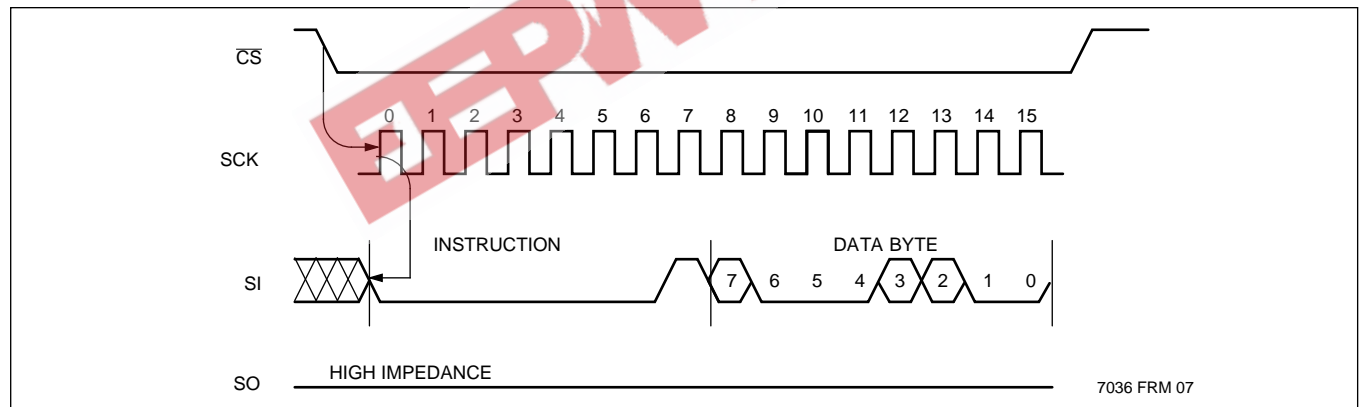 CS
0 1 2 3 4 5 6 7 8 9 10 11 12 13 14 15
SCK
INSTRUCTION DATA BYTE
SI 7 6 5 4 3 2 1 0
SO HIGH IMPEDANCE
7036 FRM 07